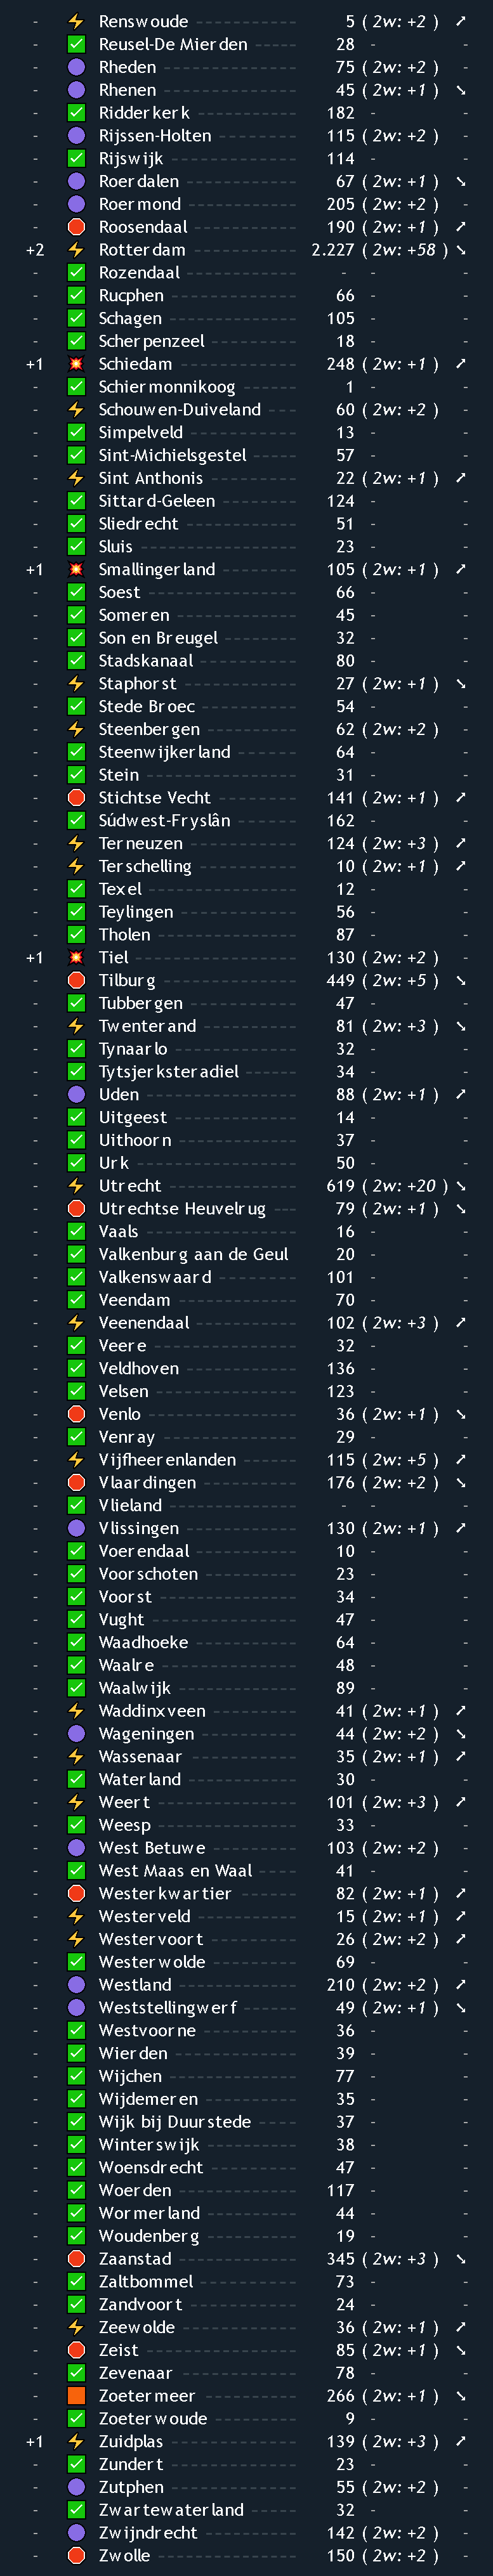 - ⚡ Renswoude 5 ( 2w: +2 ) ➚
- ✅ Reusel-De Mierden 28 - -
- 🟣 Rheden 75 ( 2w: +2 ) -
- 🟣 Rhenen 45 ( 2w: +1 ) ➘
- ✅ Ridderkerk 182 - -
- 🟣 Rijssen-Holten 115 ( 2w: +2 ) -
- ✅ Rijswijk 114 - -
- 🟣 Roerdalen 67 ( 2w: +1 ) ➘
- 🟣 Roermond 205 ( 2w: +2 ) -
- 🛑 Roosendaal 190 ( 2w: +1 ) ➚
+2 ⚡ Rotterdam 2.227 ( 2w: +58 ) ➘
- ✅ Rozendaal - - -
- ✅ Rucphen 66 - -
- ✅ Schagen 105 - -
- ✅ Scherpenzeel 18 - -
+1 💥 Schiedam 248 ( 2w: +1 ) ➚
- ✅ Schiermonnikoog 1 - -
- ⚡ Schouwen-Duiveland 60 ( 2w: +2 ) -
- ✅ Simpelveld 13 - -
- ✅ Sint-Michielsgestel 57 - -
- ⚡ Sint Anthonis 22 ( 2w: +1 ) ➚
- ✅ Sittard-Geleen 124 - -
- ✅ Sliedrecht 51 - -
- ✅ Sluis 23 - -
+1 💥 Smallingerland 105 ( 2w: +1 ) ➚
- ✅ Soest 66 - -
- ✅ Someren 45 - -
- ✅ Son en Breugel 32 - -
- ✅ Stadskanaal 80 - -
- ⚡ Staphorst 27 ( 2w: +1 ) ➘
- ✅ Stede Broec 54 - -
- ⚡ Steenbergen 62 ( 2w: +2 ) -
- ✅ Steenwijkerland 64 - -
- ✅ Stein 31 - -
- 🛑 Stichtse Vecht 141 ( 2w: +1 ) ➚
- ✅ Súdwest-Fryslân 162 - -
- ⚡ Terneuzen 124 ( 2w: +3 ) ➚
- ⚡ Terschelling 10 ( 2w: +1 ) ➚
- ✅ Texel 12 - -
- ✅ Teylingen 56 - -
- ✅ Tholen 87 - -
+1 💥 Tiel 130 ( 2w: +2 ) -
- 🛑 Tilburg 449 ( 2w: +5 ) ➘
- ✅ Tubbergen 47 - -
- ⚡ Twenterand 81 ( 2w: +3 ) ➘
- ✅ Tynaarlo 32 - -
- ✅ Tytsjerksteradiel 34 - -
- 🟣 Uden 88 ( 2w: +1 ) ➚
- ✅ Uitgeest 14 - -
- ✅ Uithoorn 37 - -
- ✅ Urk 50 - -
- ⚡ Utrecht 619 ( 2w: +20 ) ➘
- 🛑 Utrechtse Heuvelrug 79 ( 2w: +1 ) ➘
- ✅ Vaals 16 - -
- ✅ Valkenburg aan de Geul 20 - -
- ✅ Valkenswaard 101 - -
- ✅ Veendam 70 - -
- ⚡ Veenendaal 102 ( 2w: +3 ) ➚
- ✅ Veere 32 - -
- ✅ Veldhoven 136 - -
- ✅ Velsen 123 - -
- 🛑 Venlo 36 ( 2w: +1 ) ➘
- ✅ Venray 29 - -
- ⚡ Vijfheerenlanden 115 ( 2w: +5 ) ➚
- 🛑 Vlaardingen 176 ( 2w: +2 ) ➘
- ✅ Vlieland - - -
- 🟣 Vlissingen 130 ( 2w: +1 ) ➚
- ✅ Voerendaal 10 - -
- ✅ Voorschoten 23 - -
- ✅ Voorst 34 - -
- ✅ Vught 47 - -
- ✅ Waadhoeke 64 - -
- ✅ Waalre 48 - -
- ✅ Waalwijk 89 - -
- ⚡ Waddinxveen 41 ( 2w: +1 ) ➚
- 🟣 Wageningen 44 ( 2w: +2 ) ➘
- ⚡ Wassenaar 35 ( 2w: +1 ) ➚
- ✅ Waterland 30 - -
- ⚡ Weert 101 ( 2w: +3 ) ➚
- ✅ Weesp 33 - -
- 🟣 West Betuwe 103 ( 2w: +2 ) -
- ✅ West Maas en Waal 41 - -
- 🛑 Westerkwartier 82 ( 2w: +1 ) ➚
- ⚡ Westerveld 15 ( 2w: +1 ) ➚
- ⚡ Westervoort 26 ( 2w: +2 ) ➚
- ✅ Westerwolde 69 - -
- 🟣 Westland 210 ( 2w: +2 ) ➚
- 🟣 Weststellingwerf 49 ( 2w: +1 ) ➘
- ✅ Westvoorne 36 - -
- ✅ Wierden 39 - -
- ✅ Wijchen 77 - -
- ✅ Wijdemeren 35 - -
- ✅ Wijk bij Duurstede 37 - -
- ✅ Winterswijk 38 - -
- ✅ Woensdrecht 47 - -
- ✅ Woerden 117 - -
- ✅ Wormerland 44 - -
- ✅ Woudenberg 19 - -
- 🛑 Zaanstad 345 ( 2w: +3 ) ➘
- ✅ Zaltbommel 73 - -
- ✅ Zandvoort 24 - -
- ⚡ Zeewolde 36 ( 2w: +1 ) ➚
- 🛑 Zeist 85 ( 2w: +1 ) ➘
- ✅ Zevenaar 78 - -
- 🟧 Zoetermeer 266 ( 2w: +1 ) ➘
- ✅ Zoeterwoude 9 - -
+1 ⚡ Zuidplas 139 ( 2w: +3 ) ➚
- ✅ Zundert 23 - -
- 🟣 Zutphen 55 ( 2w: +2 ) -
- ✅ Zwartewaterland 32 - -
- 🟣 Zwijndrecht 142 ( 2w: +2 ) -
- 🛑 Zwolle 150 ( 2w: +2 ) -